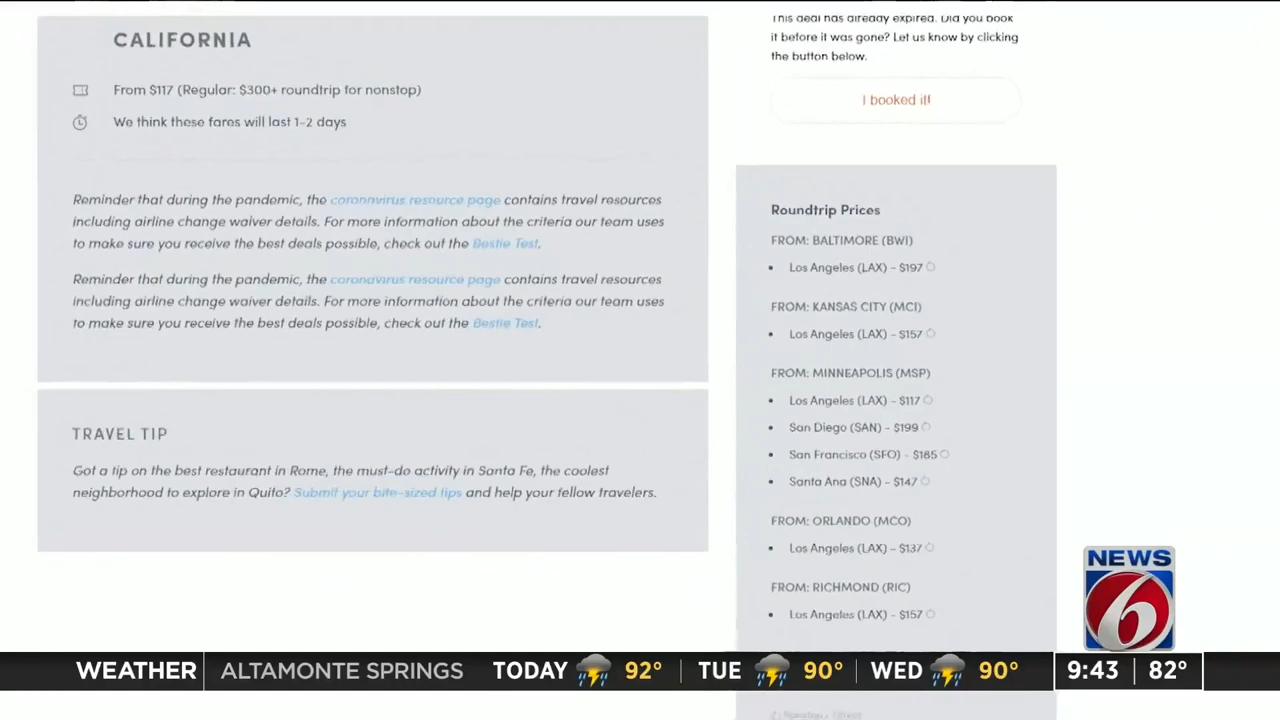 CALIFORNIA
From $117 (Regular: $300+ roundtrip for nonstop)
We think these fares will last 1-2 days
Reminder that during the pandemic, the coronavirus resource page contains travel resources
including airline change waiver details. For more information about the criteria our team uses
to make sure you receive the best deals possible, check out the Bestie Test.
Reminder that during the pandemic, the coronavirus resource page contains travel resources
including airline change waiver details. For more information about the criteria our team uses
to make sure you receive the best deals possible, check out the Bestie Test.
TRAVEL TIP
Got a tip on the best restaurant in Rome, the must-do activity in Santa Fe, the coolest
neighborhood to explore in Quito? Submit your bite-sized tips and help your fellow travelers.
This deal has already expired. Did you book
it before it was gone? Let us know by clicking
the button below.
I booked it!
Roundtrip Prices
FROM: BALTIMORE (BWI)
• Los Angeles (LAX) - $197
FROM: KANSAS CITY (MCI)
• Los Angeles (LAX) - $157
FROM: MINNEAPOLIS (MSP)
• Los Angeles (LAX) - $117
• San Diego (SAN) - $199
• San Francisco (SFO) - $185
• Santa Ana (SNA) - $147
FROM: ORLANDO (MCO)
• Los Angeles (LAX) - $137
FROM: RICHMOND (RIC)
• Los Angeles (LAX) - $157
NEWS
6
WEATHER ALTAMONTE SPRINGS TODAY 92° TUE 90° WED 90° 9:43 82°